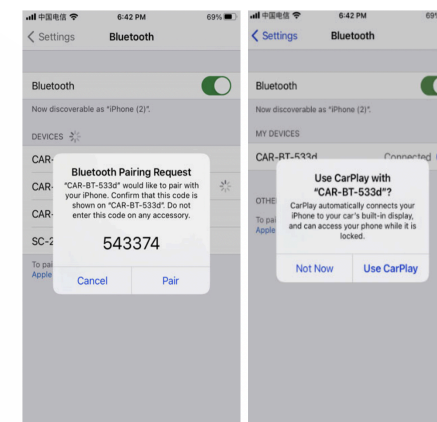 中国电信 6:42 PM 69%
Settings Bluetooth
Bluetooth
Now discoverable as "iPhone (2)".
DEVICES
CAR-
CAR-
CAR-
SC-2
To pai
Apple
Bluetooth Pairing Request
"CAR-BT-533d" would like to pair with
your iPhone. Confirm that this code is
shown on "CAR-BT-533d". Do not
enter this code on any accessory.
543374
Cancel Pair
中国电信 6:42 PM 69%
Settings Bluetooth
Bluetooth
Now discoverable as "iPhone (2)".
MY DEVICES
CAR-BT-533d Connected
OTHE
To pai
Apple
Use CarPlay with
"CAR-BT-533d"?
CarPlay automatically connects your
iPhone to your car's built-in display,
and can access your phone while it is
locked.
Not Now Use CarPlay